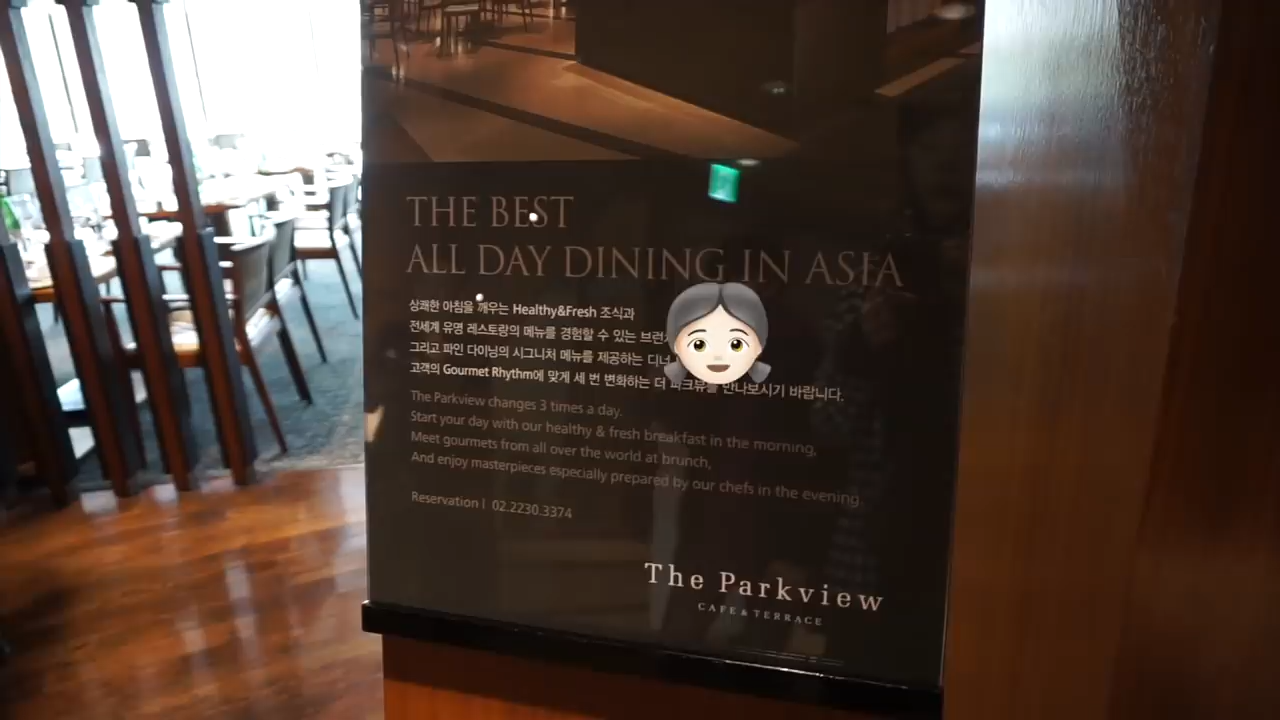 THE BEST
ALL DAY DINING IN ASIA
상쾌한 아침을 깨우는 Healthy&Fresh 조식과
전세계 유명 레스토랑의 메뉴를 경험할 수 있는
그리고 파인 다이닝의 시그니처 메뉴를 제공하는
고객의 Gourmet Rhythm에 맞게 세 번 변화하는 더 파크뷰를 만나보시기 바랍니다.
The Parkview changes 3 times a day.
Start your day with our healthy & fresh breakfast in the morning,
Meet gourmets from all over the world at brunch,
And enjoy masterpieces especially prepared by our chefs in the evening.
Reservation | 02.2230.3374
The Parkview
CAFE & TERRACE